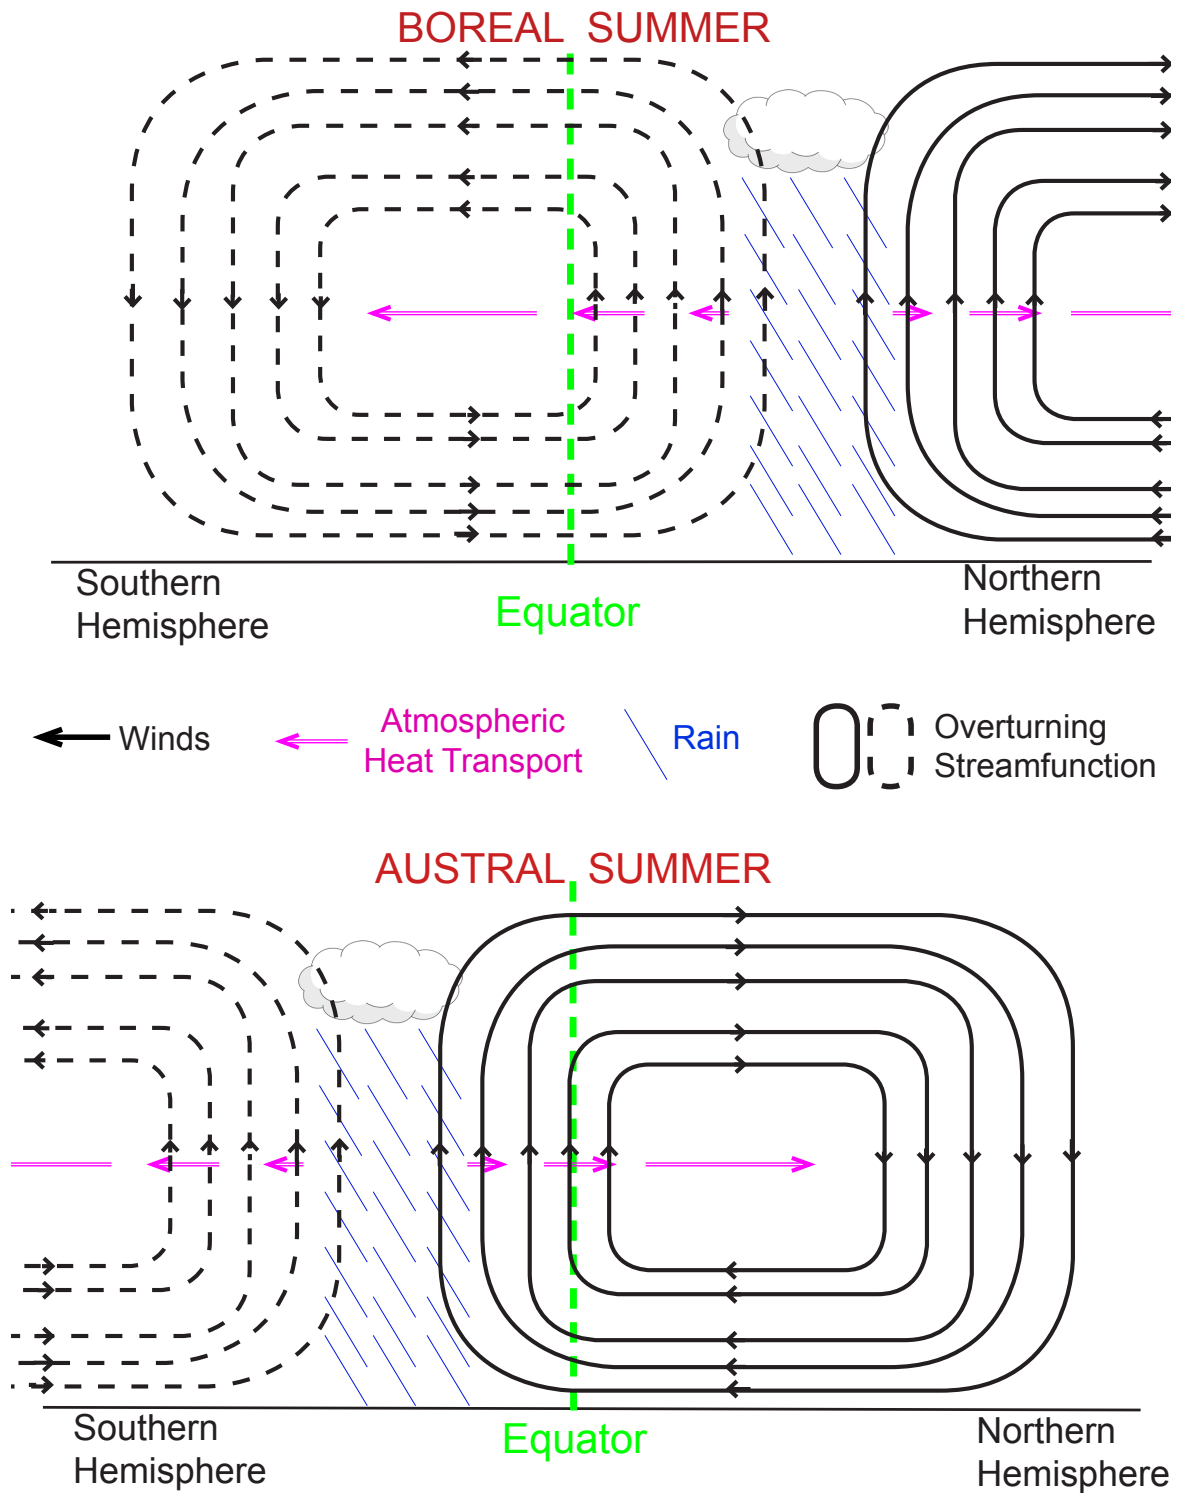 BOREAL SUMMER
Southern
Hemisphere
Equator
Northern
Hemisphere
Winds
Atmospheric
Heat Transport
Rain
Overturning
Streamfunction
AUSTRAL SUMMER
Southern
Hemisphere
Equator
Northern
Hemisphere